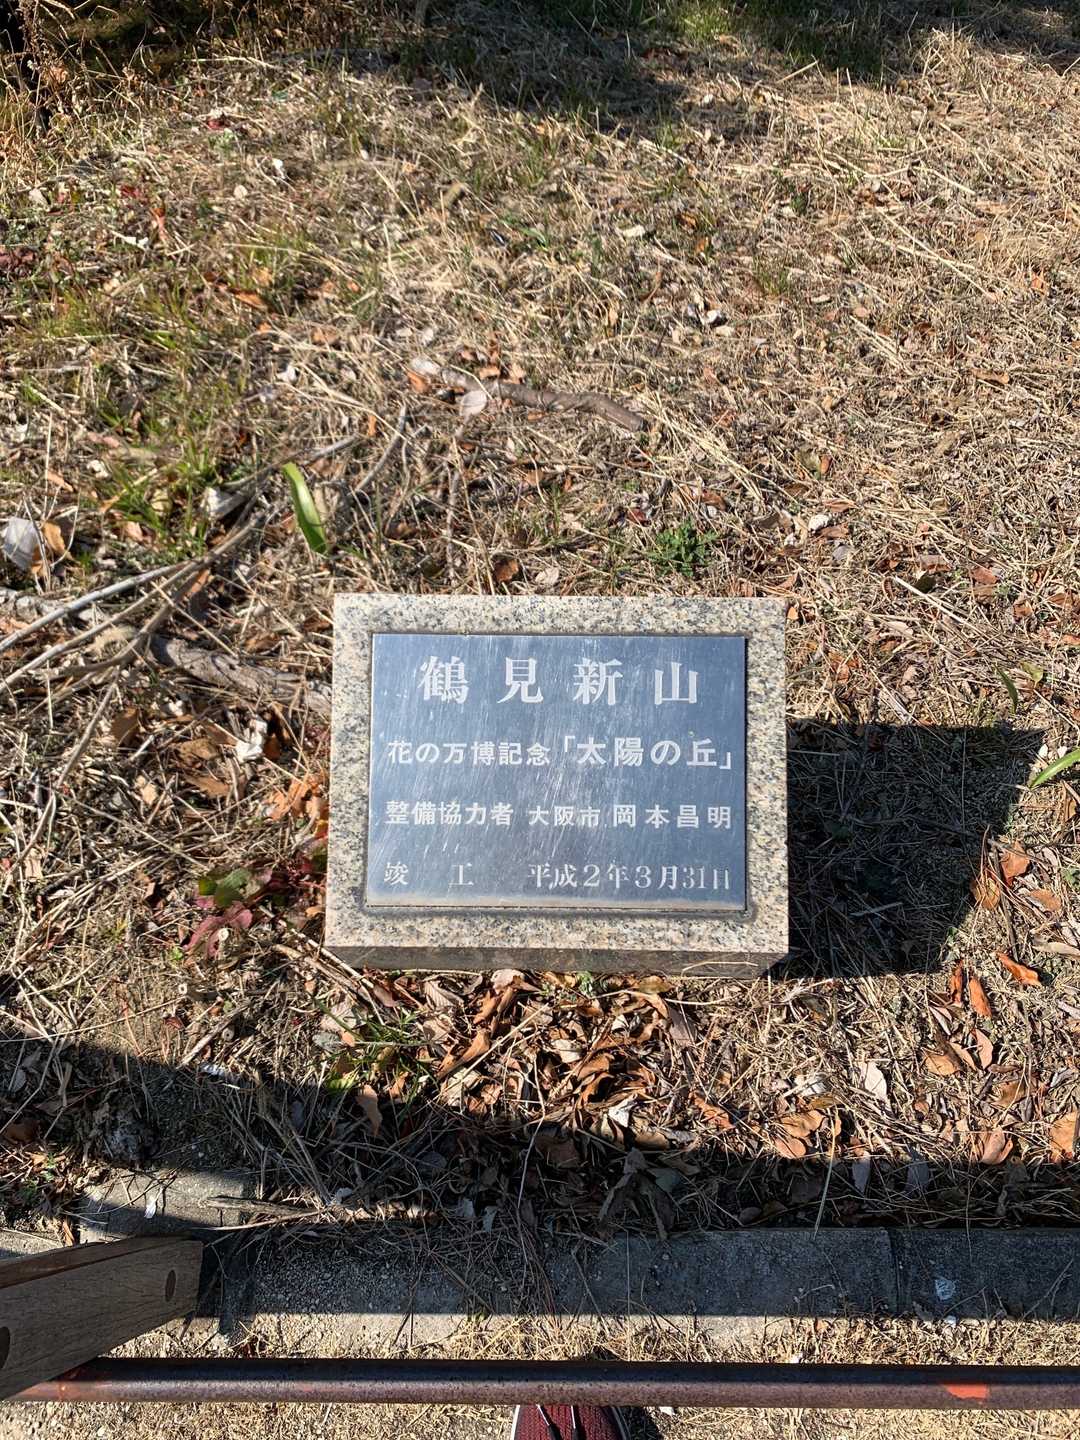 鶴見新山
花の万博記念「太陽の丘」
整備協力者 大阪市 岡本昌明
竣工 平成2年3月31日